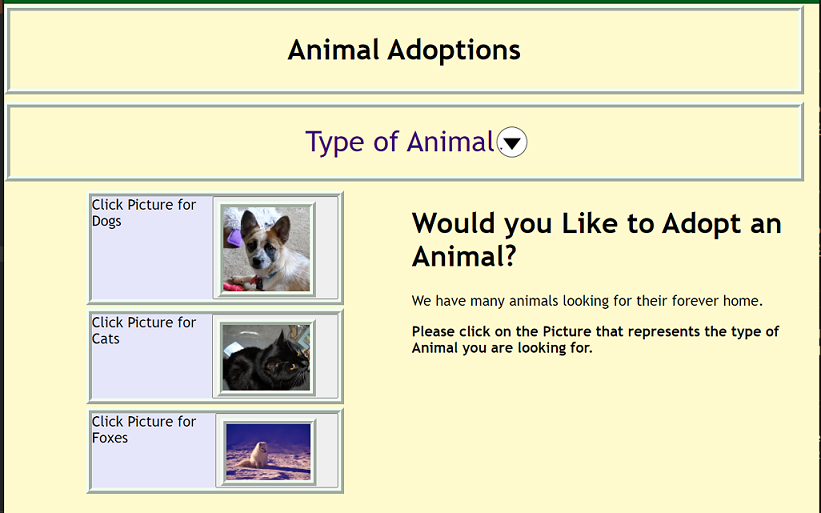 Animal Adoptions
Type of Animal
Click Picture for
Dogs
Click Picture for
Cats
Click Picture for
Foxes
Would you Like to Adopt an
Animal?
We have many animals looking for their forever home.
Please click on the Picture that represents the type of
Animal you are looking for.